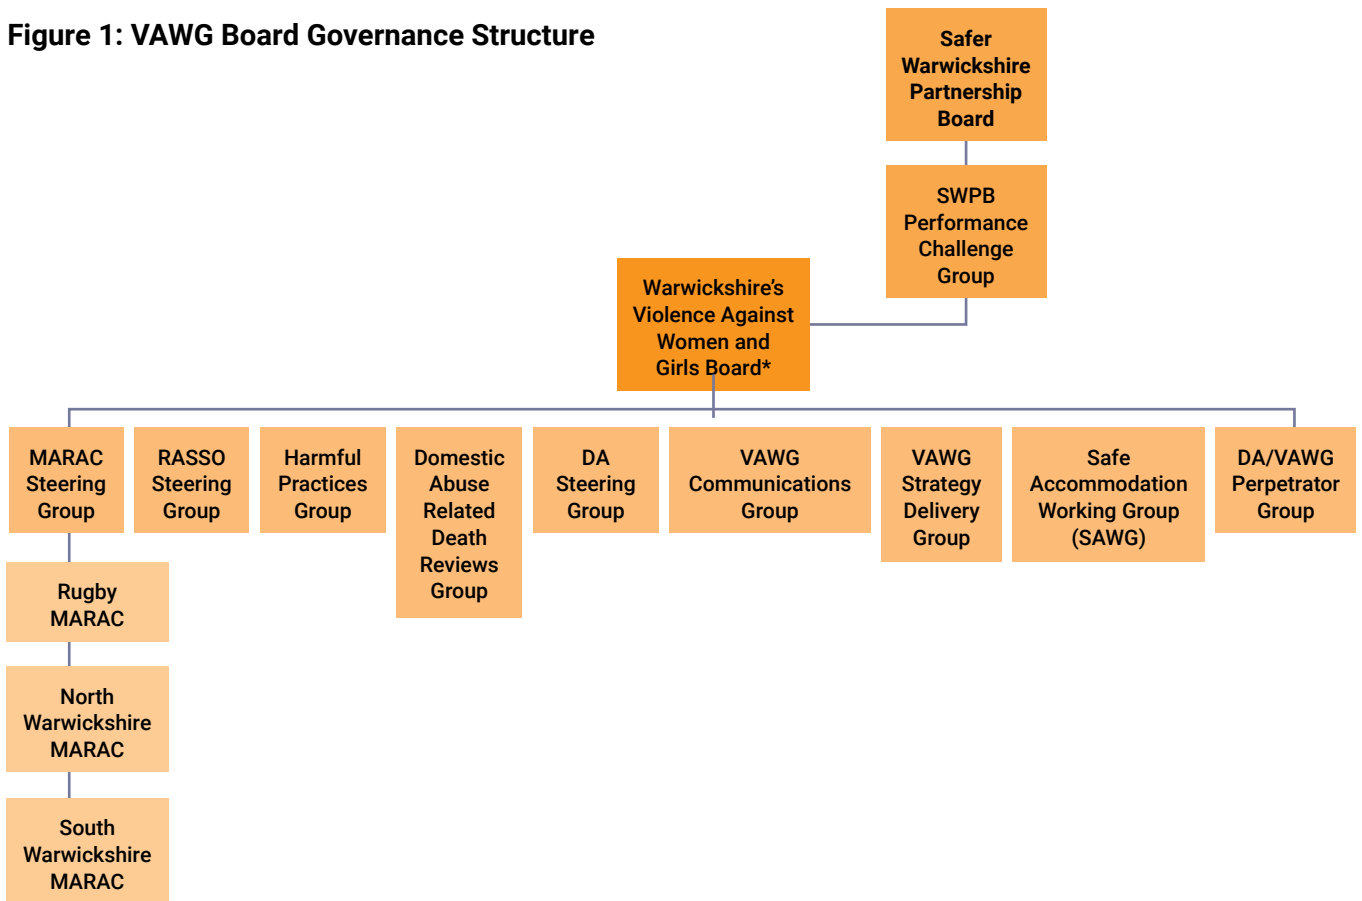 Figure 1: VAWG Board Governance Structure
Safer
Warwickshire
Partnership
Board
SWPB
Performance
Challenge
Group
Warwickshire’s
Violence Against
Women and
Girls Board*
MARAC
Steering
Group
RASSO
Steering
Group
Harmful
Practices
Group
Domestic
Abuse
Related
Death
Reviews
Group
DA
Steering
Group
VAWG
Communications
Group
VAWG
Strategy
Delivery
Group
Safe
Accommodation
Working Group
(SAWG)
DA/VAWG
Perpetrator
Group
Rugby
MARAC
North
Warwickshire
MARAC
South
Warwickshire
MARAC